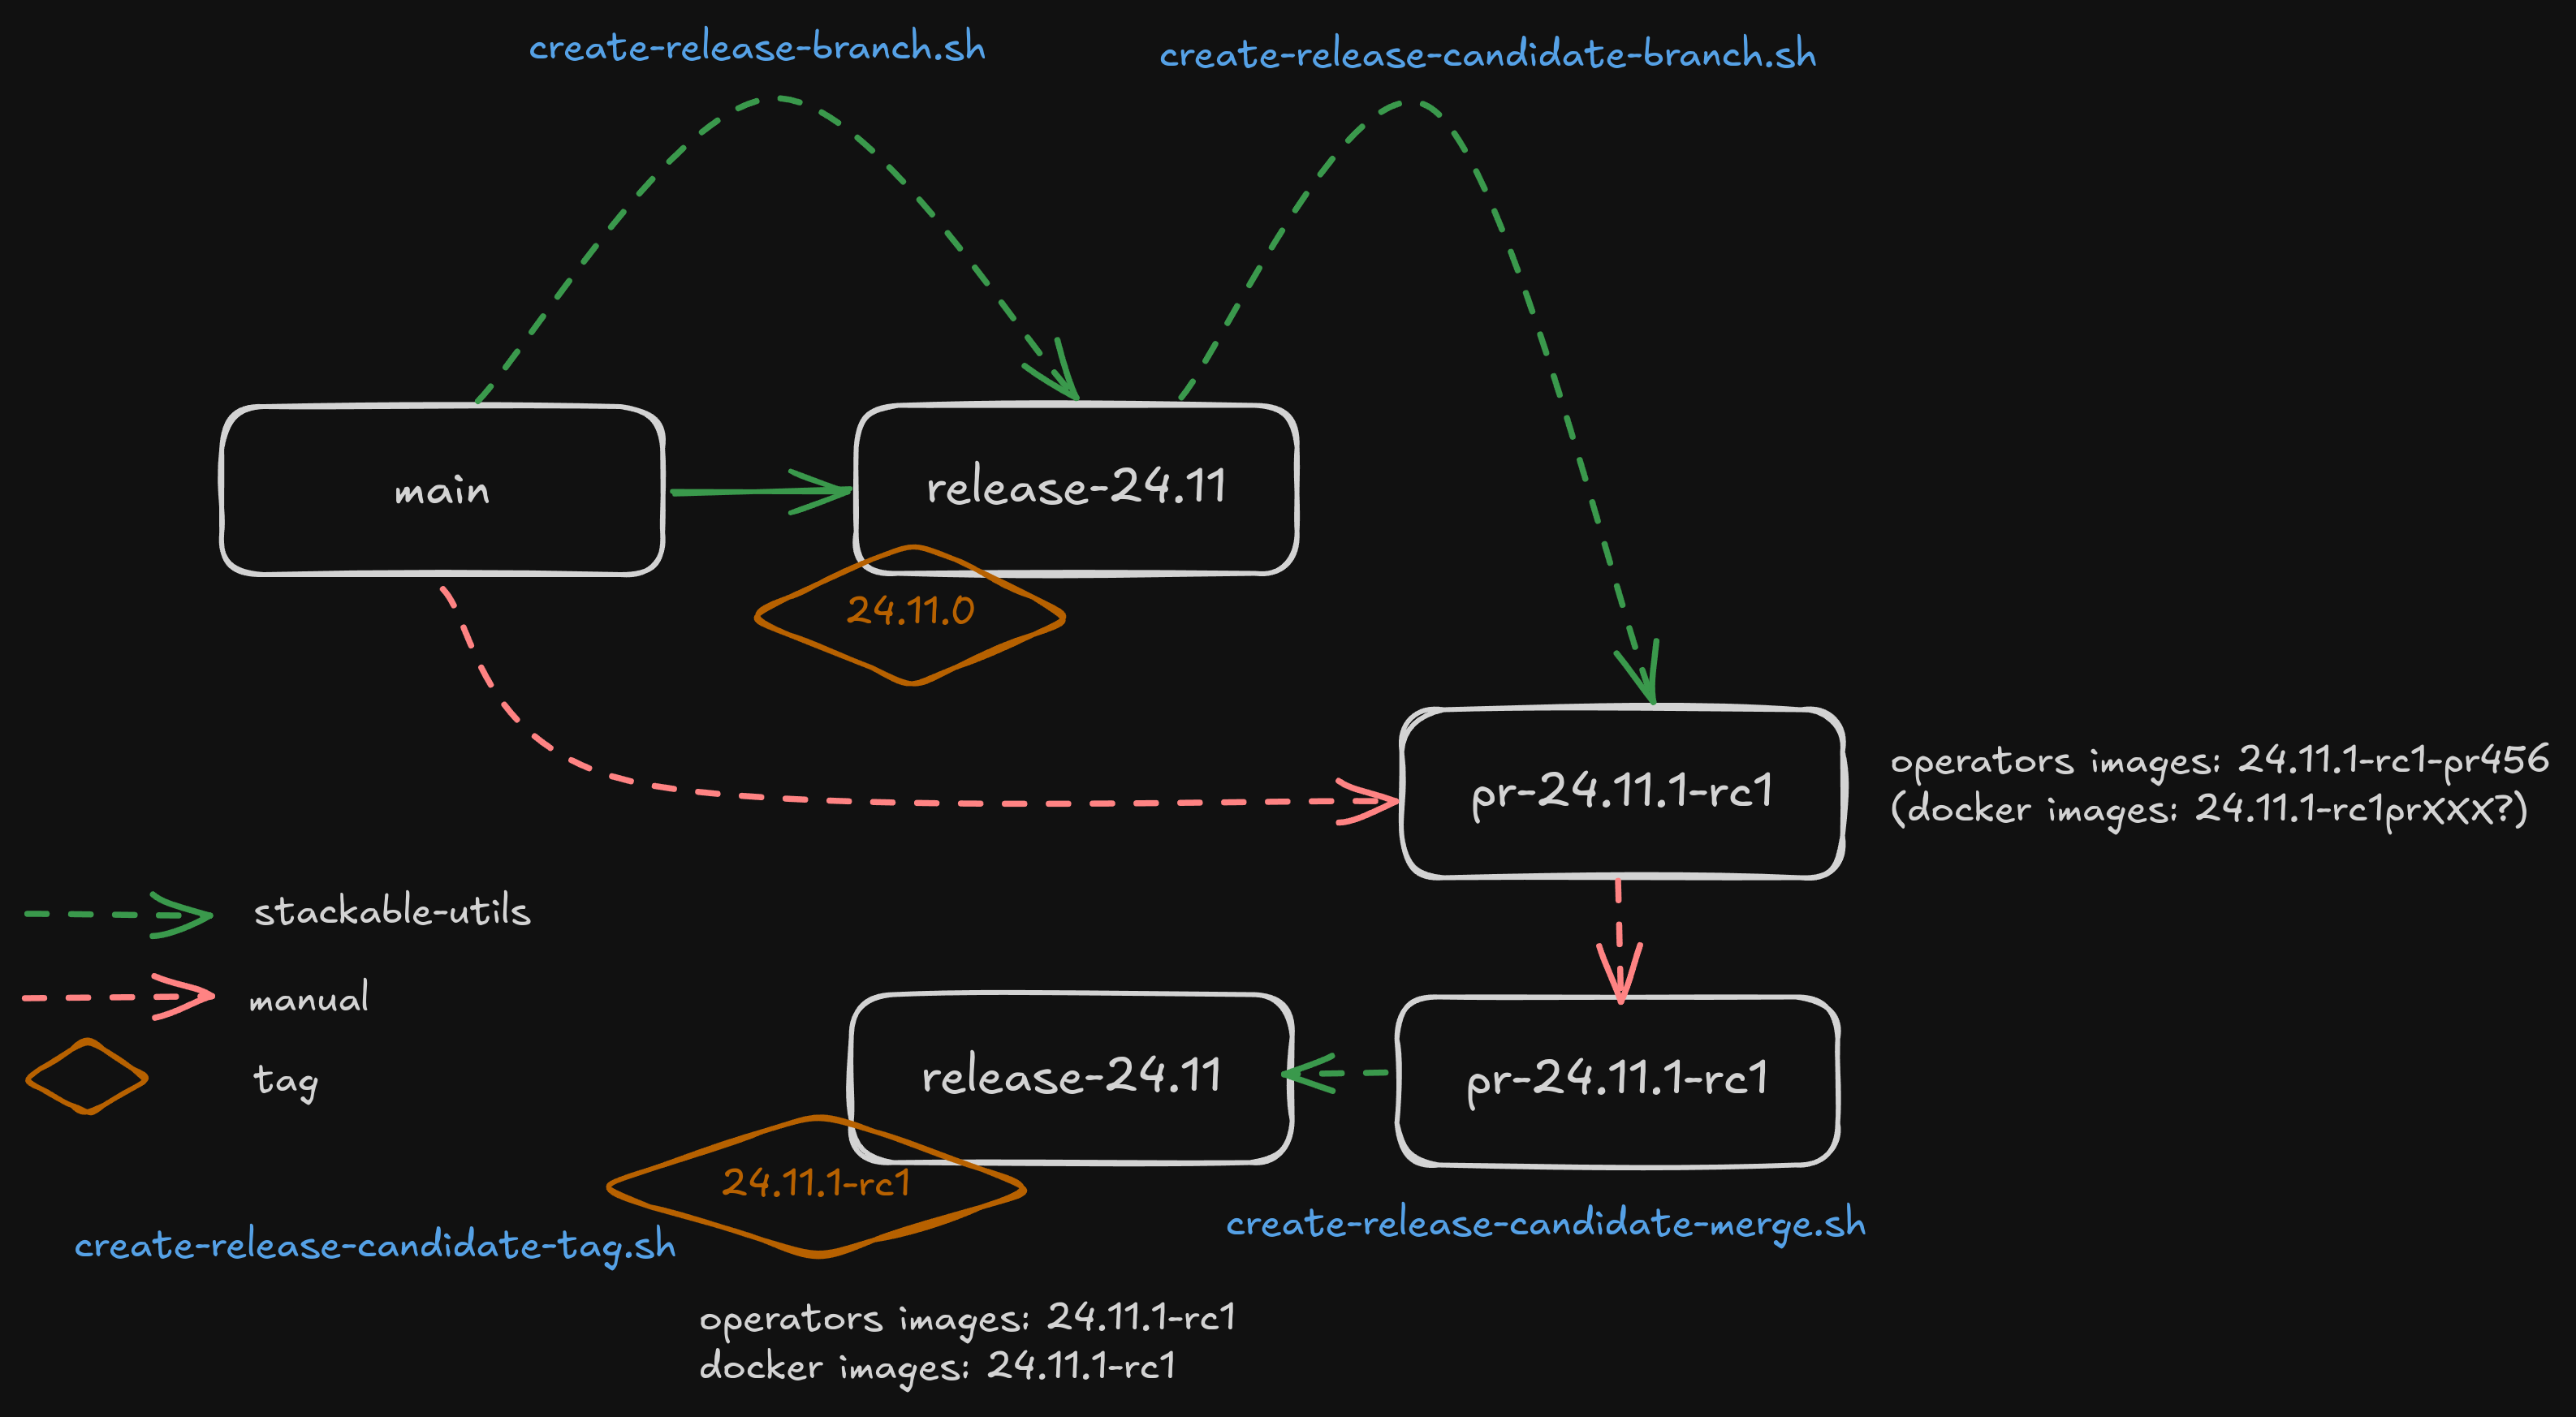 create-release-branch.sh
create-release-candidate-branch.sh
main
release-24.11
24.11.0
pr-24.11.1-rc1
operators images: 24.11.1-rc1-pr456
(docker images: 24.11.1-rc1prXXX?)
stackable-utils
manual
tag
release-24.11
pr-24.11.1-rc1
24.11.1-rc1
create-release-candidate-merge.sh
create-release-candidate-tag.sh
operators images: 24.11.1-rc1
docker images: 24.11.1-rc1